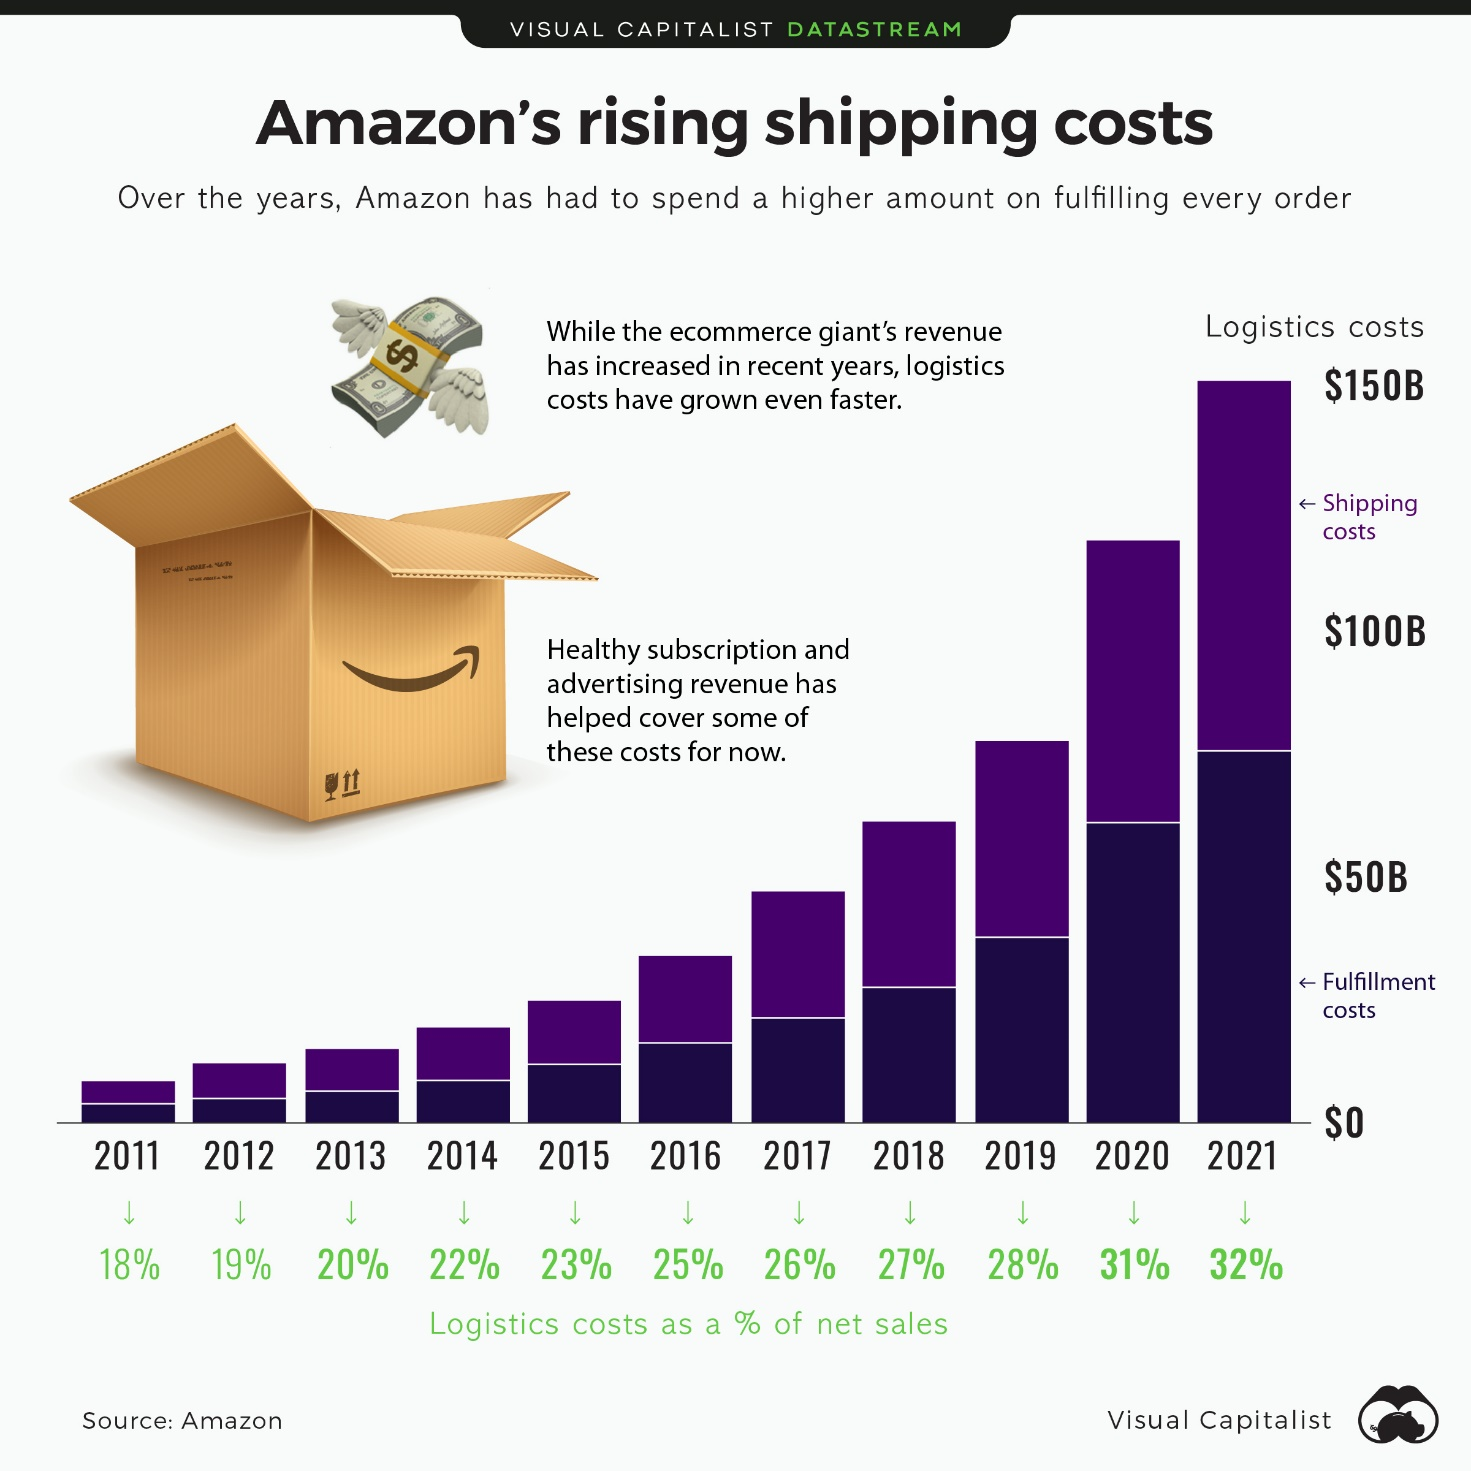 VISUAL CAPITALIST DATASTREAM
Amazon’s rising shipping costs
Over the years, Amazon has had to spend a higher amount on fulfilling every order
While the ecommerce giant’s revenue
has increased in recent years, logistics
costs have grown even faster.
Healthy subscription and
advertising revenue has
helped cover some of
these costs for now.
Logistics costs
$150B
← Shipping
costs
$100B
$50B
← Fulfillment
costs
$0
2011 2012 2013 2014 2015 2016 2017 2018 2019 2020 2021
↓ ↓ ↓ ↓ ↓ ↓ ↓ ↓ ↓ ↓ ↓
18% 19% 20% 22% 23% 25% 26% 27% 28% 31% 32%
Logistics costs as a % of net sales
Source: Amazon
Visual Capitalist